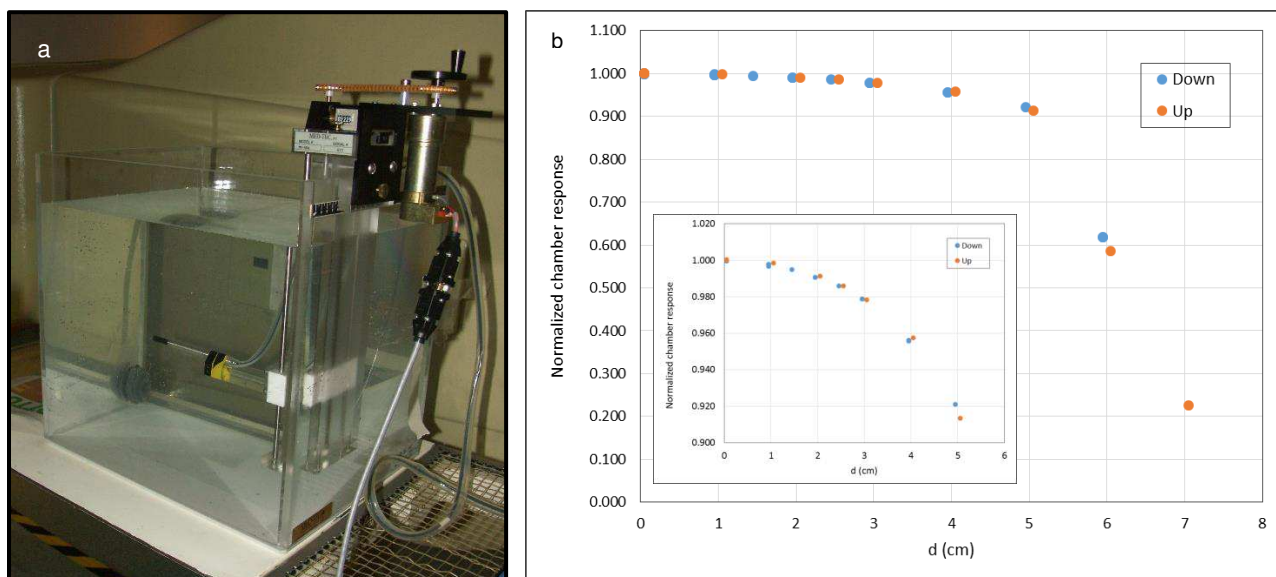 a
MED-TEC
b
Normalized chamber response
1.100
1.000
0.900
0.800
0.700
0.600
0.500
0.400
0.300
0.200
0.100
0.000
Down
Up
Normalized chamber response
1.020
1.000
0.980
0.960
0.940
0.920
0.900
Down
Up
0 1 2 3 4 5 6
d (cm)
0 1 2 3 4 5 6 7 8
d (cm)